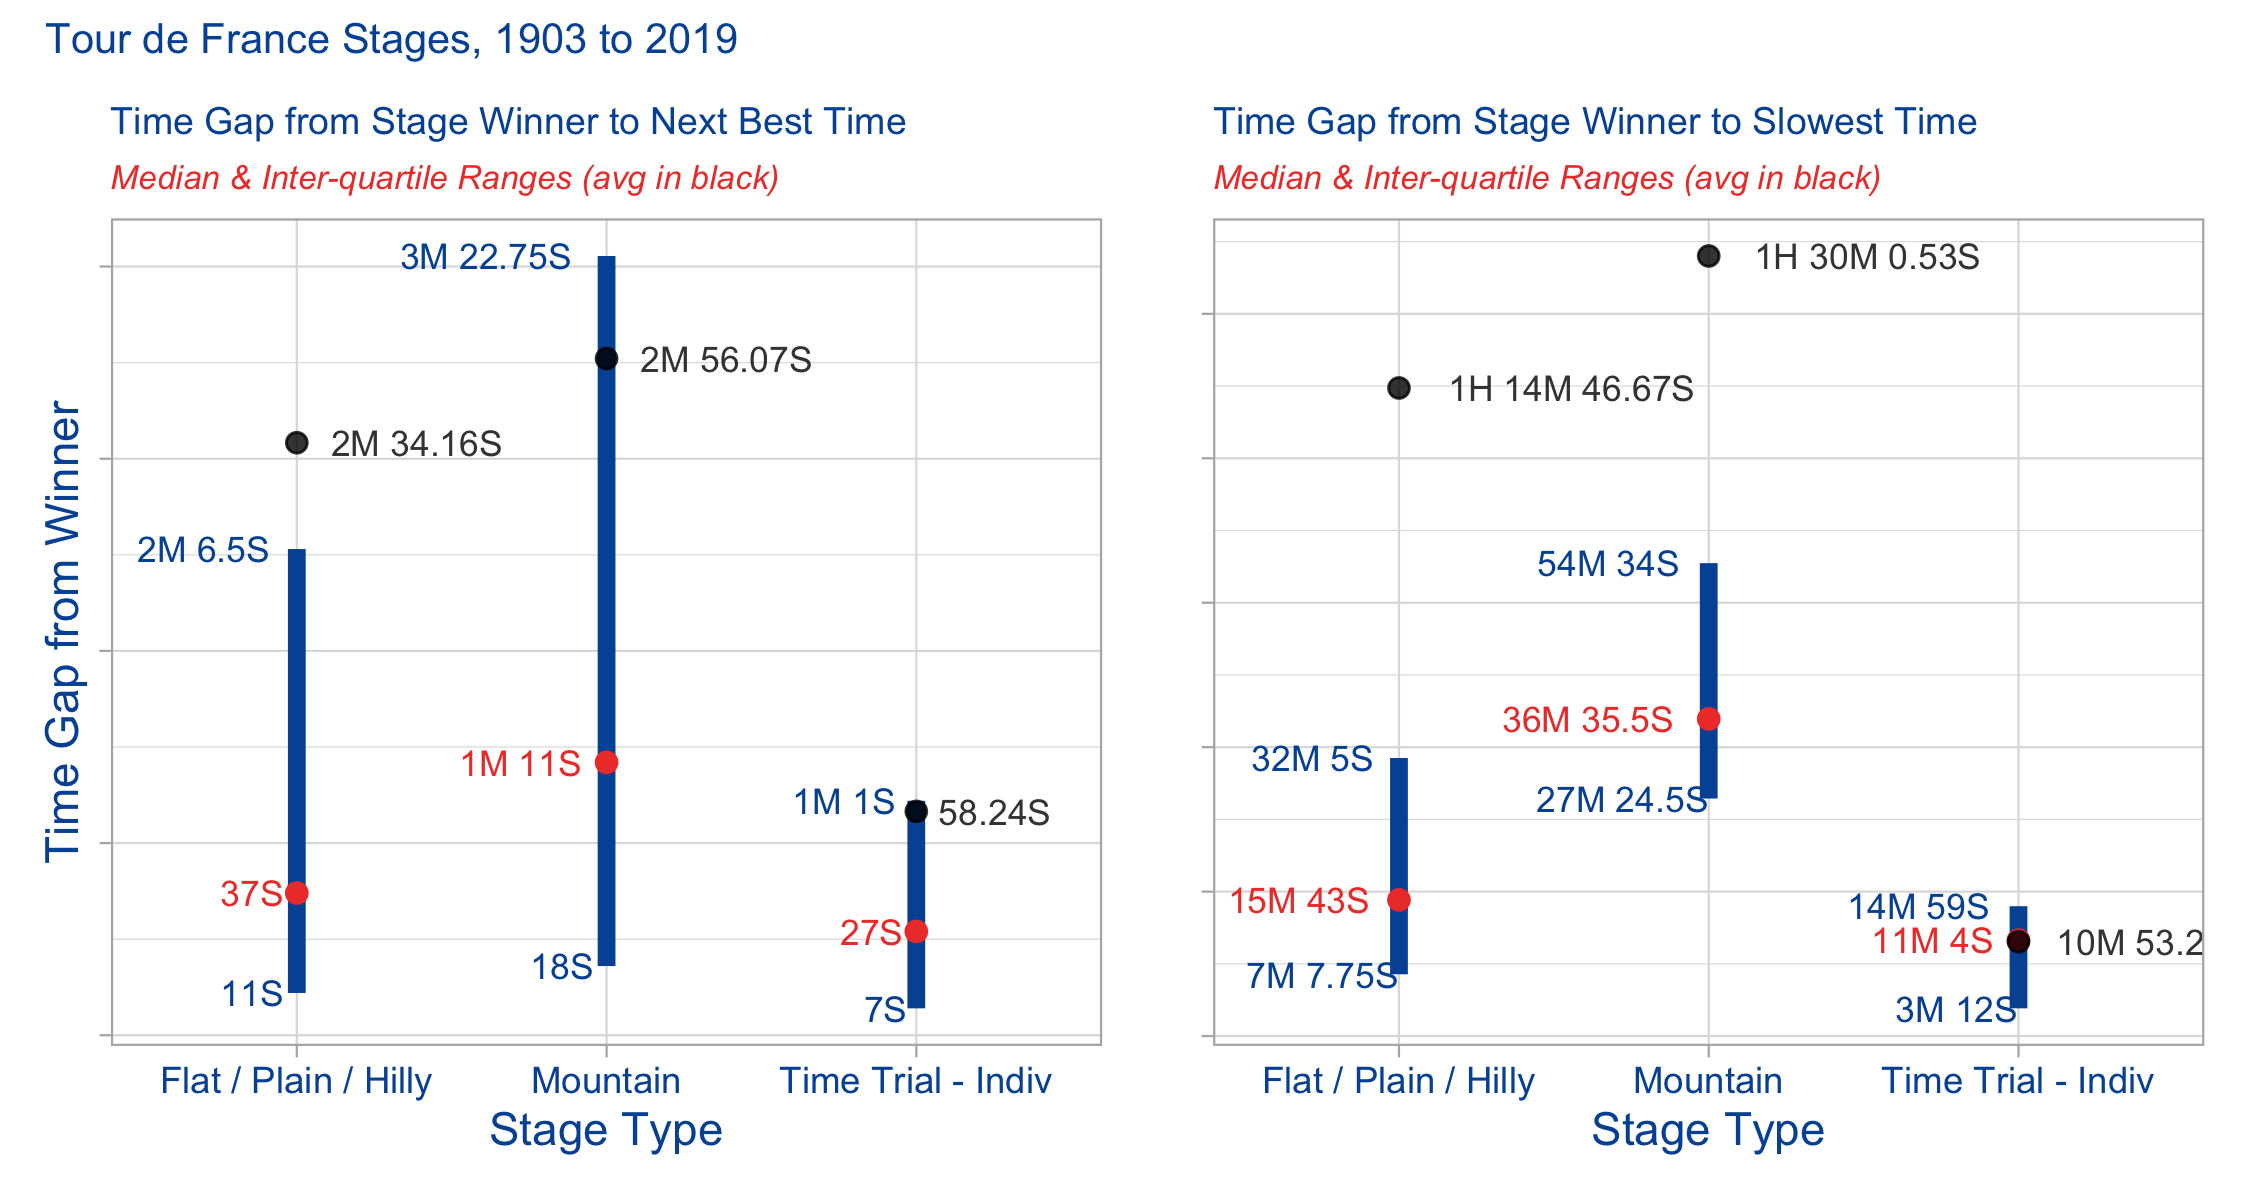 Tour de France Stages, 1903 to 2019
Time Gap from Stage Winner to Next Best Time
Median & Inter-quartile Ranges (avg in black)
Time Gap from Winner
3M 22.75S
2M 56.07S
2M 34.16S
2M 6.5S
1M 11S
1M 1S
58.24S
37S
27S
18S
11S
7S
Flat / Plain / Hilly
Mountain
Time Trial - Indiv
Stage Type
Time Gap from Stage Winner to Slowest Time
Median & Inter-quartile Ranges (avg in black)
1H 30M 0.53S
1H 14M 46.67S
54M 34S
36M 35.5S
32M 5S
27M 24.5S
15M 43S
14M 59S
11M 4S
10M 53.2
7M 7.75S
3M 12S
Flat / Plain / Hilly
Mountain
Time Trial - Indiv
Stage Type